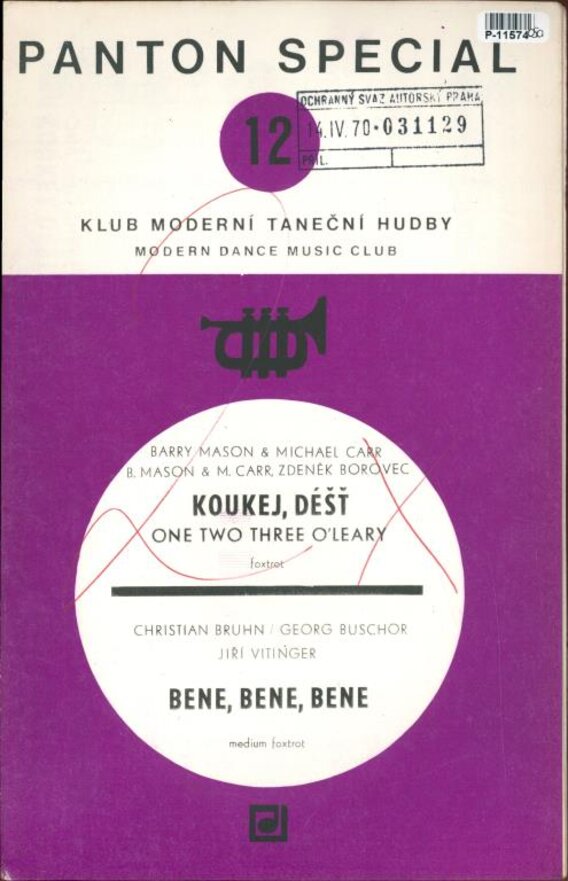 P-11574
PANTON SPECIAL
OCHRANNÝ SVAZ AUTORSKÝ PRAHA
14.IV.70•031129
PŘÍL.
12
KLUB MODERNÍ TANEČNÍ HUDBY
MODERN DANCE MUSIC CLUB
BARRY MASON & MICHAEL CARR
B. MASON & M. CARR, ZDENĚK BOROVEC
KOUKEJ, DÉŠŤ
ONE TWO THREE O'LEARY
foxtrot
CHRISTIAN BRUHN / GEORG BUSCHOR
JIŘÍ VITINGER
BENE, BENE, BENE
medium foxtrot